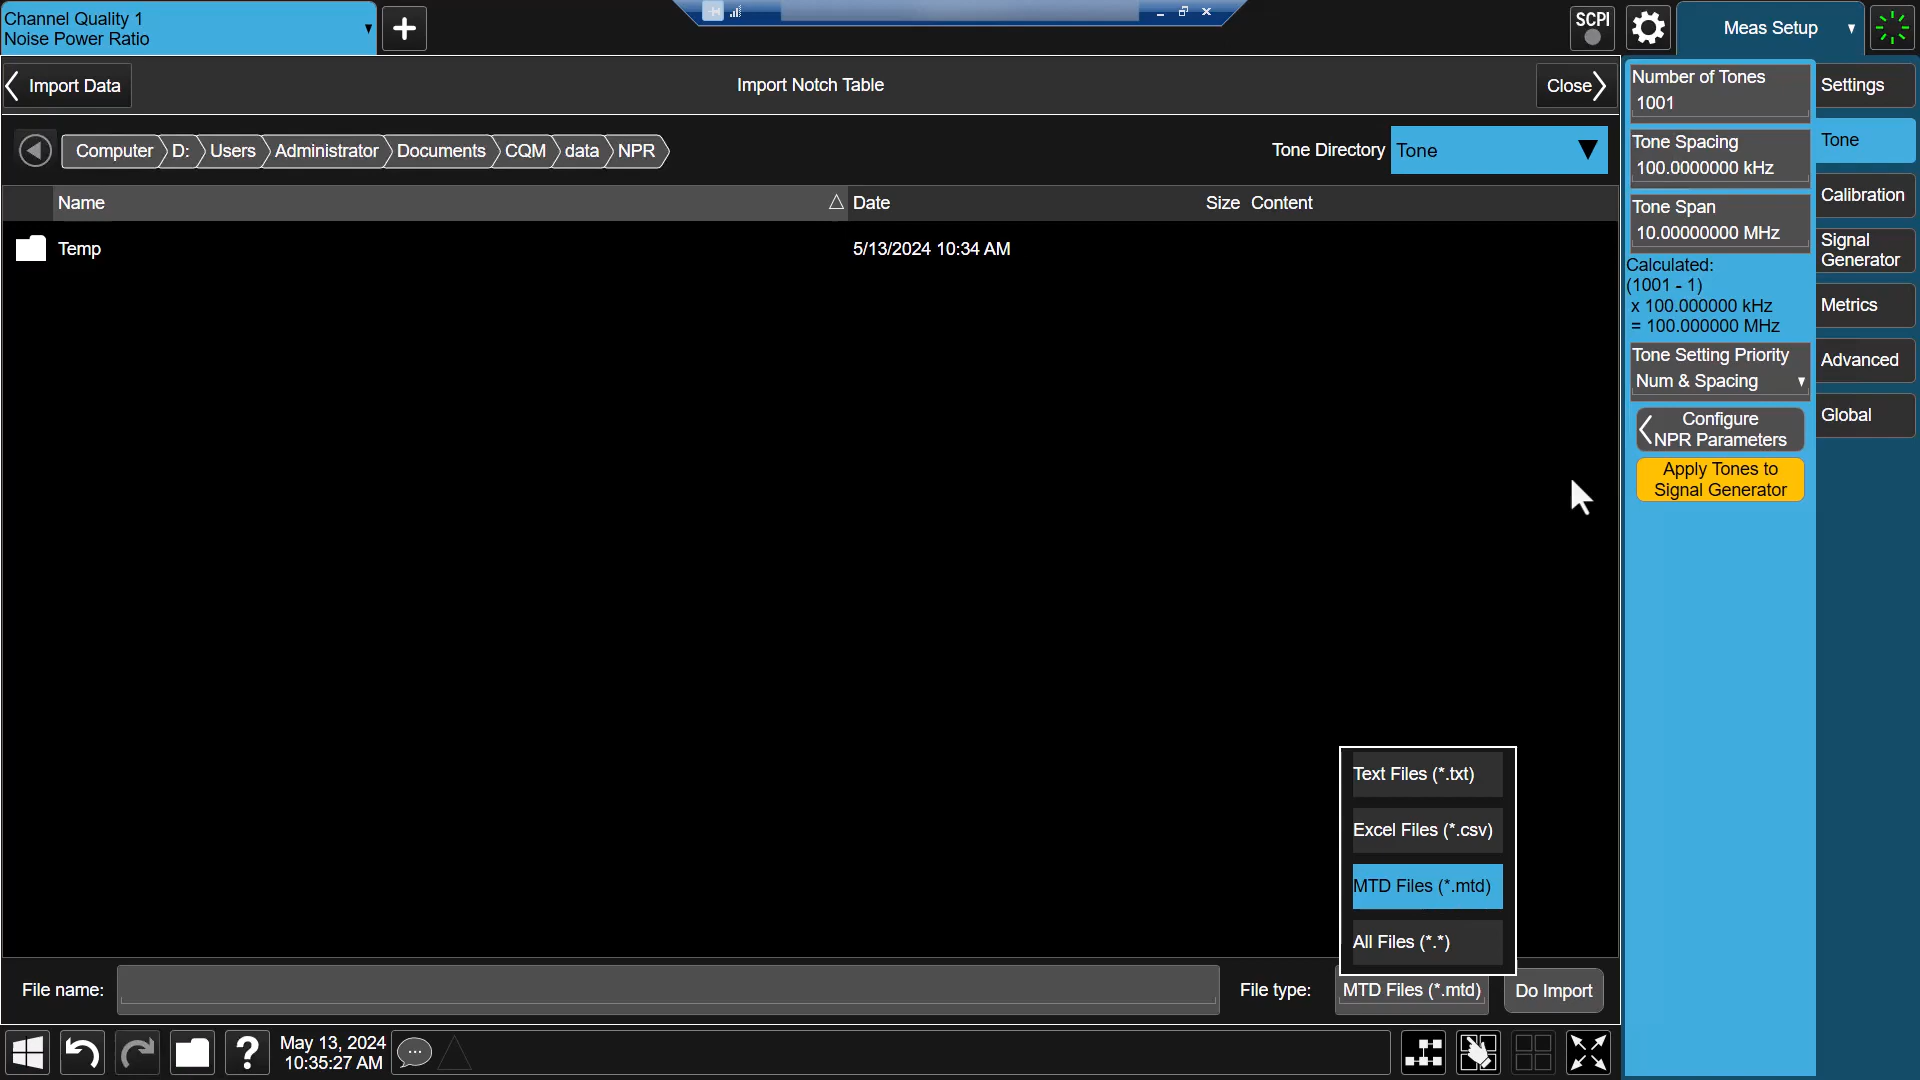 Channel Quality 1
Noise Power Ratio
SCPI
Meas Setup
Import Data
Import Notch Table
Close
Computer
D:
Users
Administrator
Documents
CQM
data
NPR
Tone Directory
Tone
Name
Date
Size
Content
Temp
5/13/2024 10:34 AM
Number of Tones
1001
Tone Spacing
100.0000000 kHz
Tone Span
10.00000000 MHz
Calculated:
(1001 - 1)
x 100.000000 kHz
= 100.000000 MHz
Tone Setting Priority
Num & Spacing
Configure
NPR Parameters
Apply Tones to
Signal Generator
Settings
Tone
Calibration
Signal
Generator
Metrics
Advanced
Global
Text Files (*.txt)
Excel Files (*.csv)
MTD Files (*.mtd)
All Files (*.*)
File name:
File type:
MTD Files (*.mtd)
Do Import
May 13, 2024
10:35:27 AM